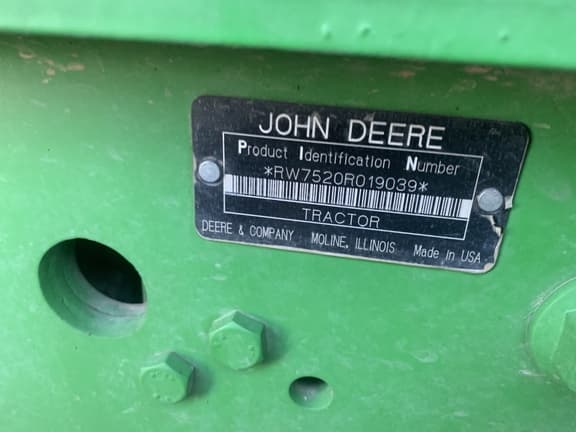 JOHN DEERE
Product Identification Number
*RW7520R019039*
TRACTOR
DEERE & COMPANY MOLINE, ILLINOIS Made in USA